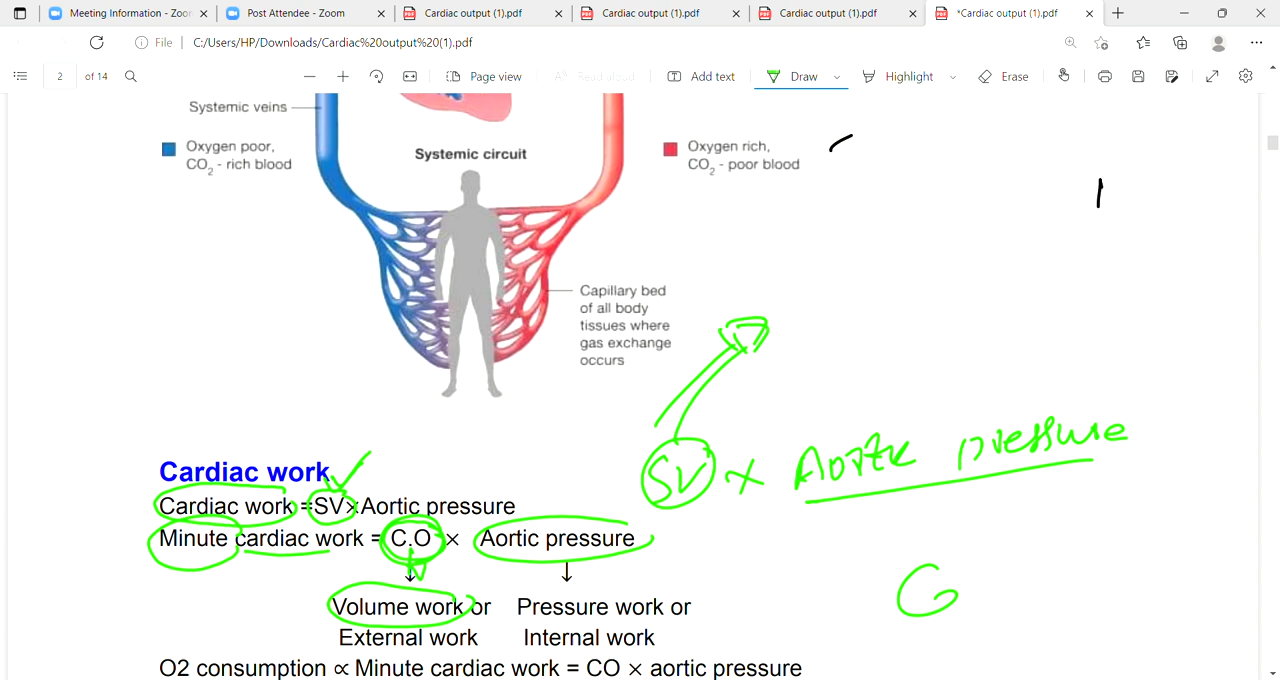 Meeting Information - Zoon
Post Attendee - Zoom
Cardiac output (1).pdf
Cardiac output (1).pdf
Cardiac output (1).pdf
*Cardiac output (1).pdf
File
C:/Users/HP/Downloads/Cardiac%20output%20(1).pdf
2 of 14
Page view
Read aloud
Add text
Draw
Highlight
Erase
Systemic veins
Oxygen poor,
CO2 - rich blood
Systemic circuit
Oxygen rich,
CO2 - poor blood
Capillary bed
of all body
tissues where
gas exchange
occurs
SV × Aortic pressure
Cardiac work
Cardiac work =SV×Aortic pressure
Minute cardiac work = C.O × Aortic pressure
↓ ↓
Volume work or Pressure work or
External work Internal work
O2 consumption ∝ Minute cardiac work = CO × aortic pressure